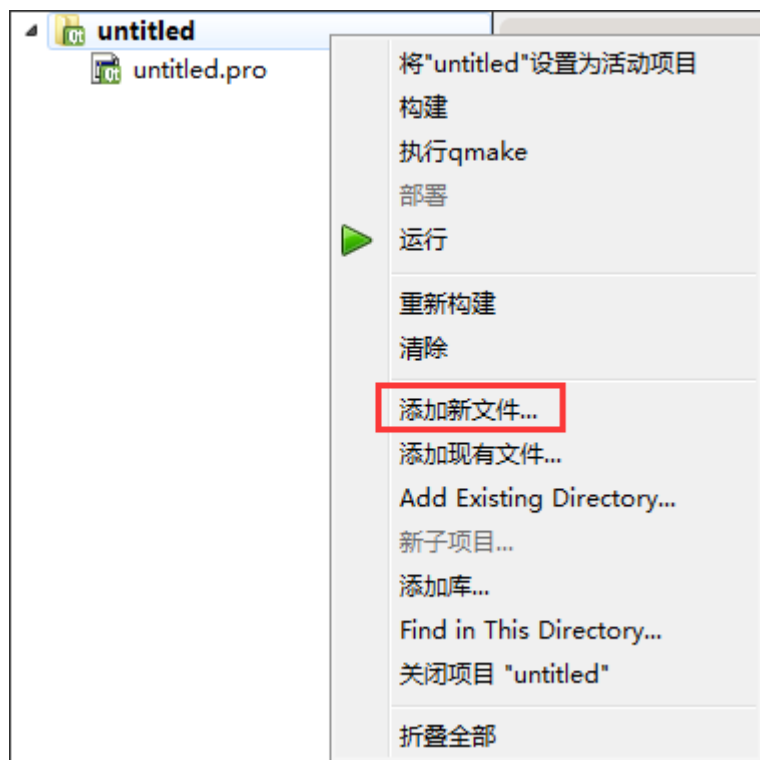 untitled
untitled.pro
将"untitled"设置为活动项目
构建
执行qmake
部署
运行
重新构建
清除
添加新文件...
添加现有文件...
Add Existing Directory...
新子项目...
添加库...
Find in This Directory...
关闭项目 "untitled"
折叠全部